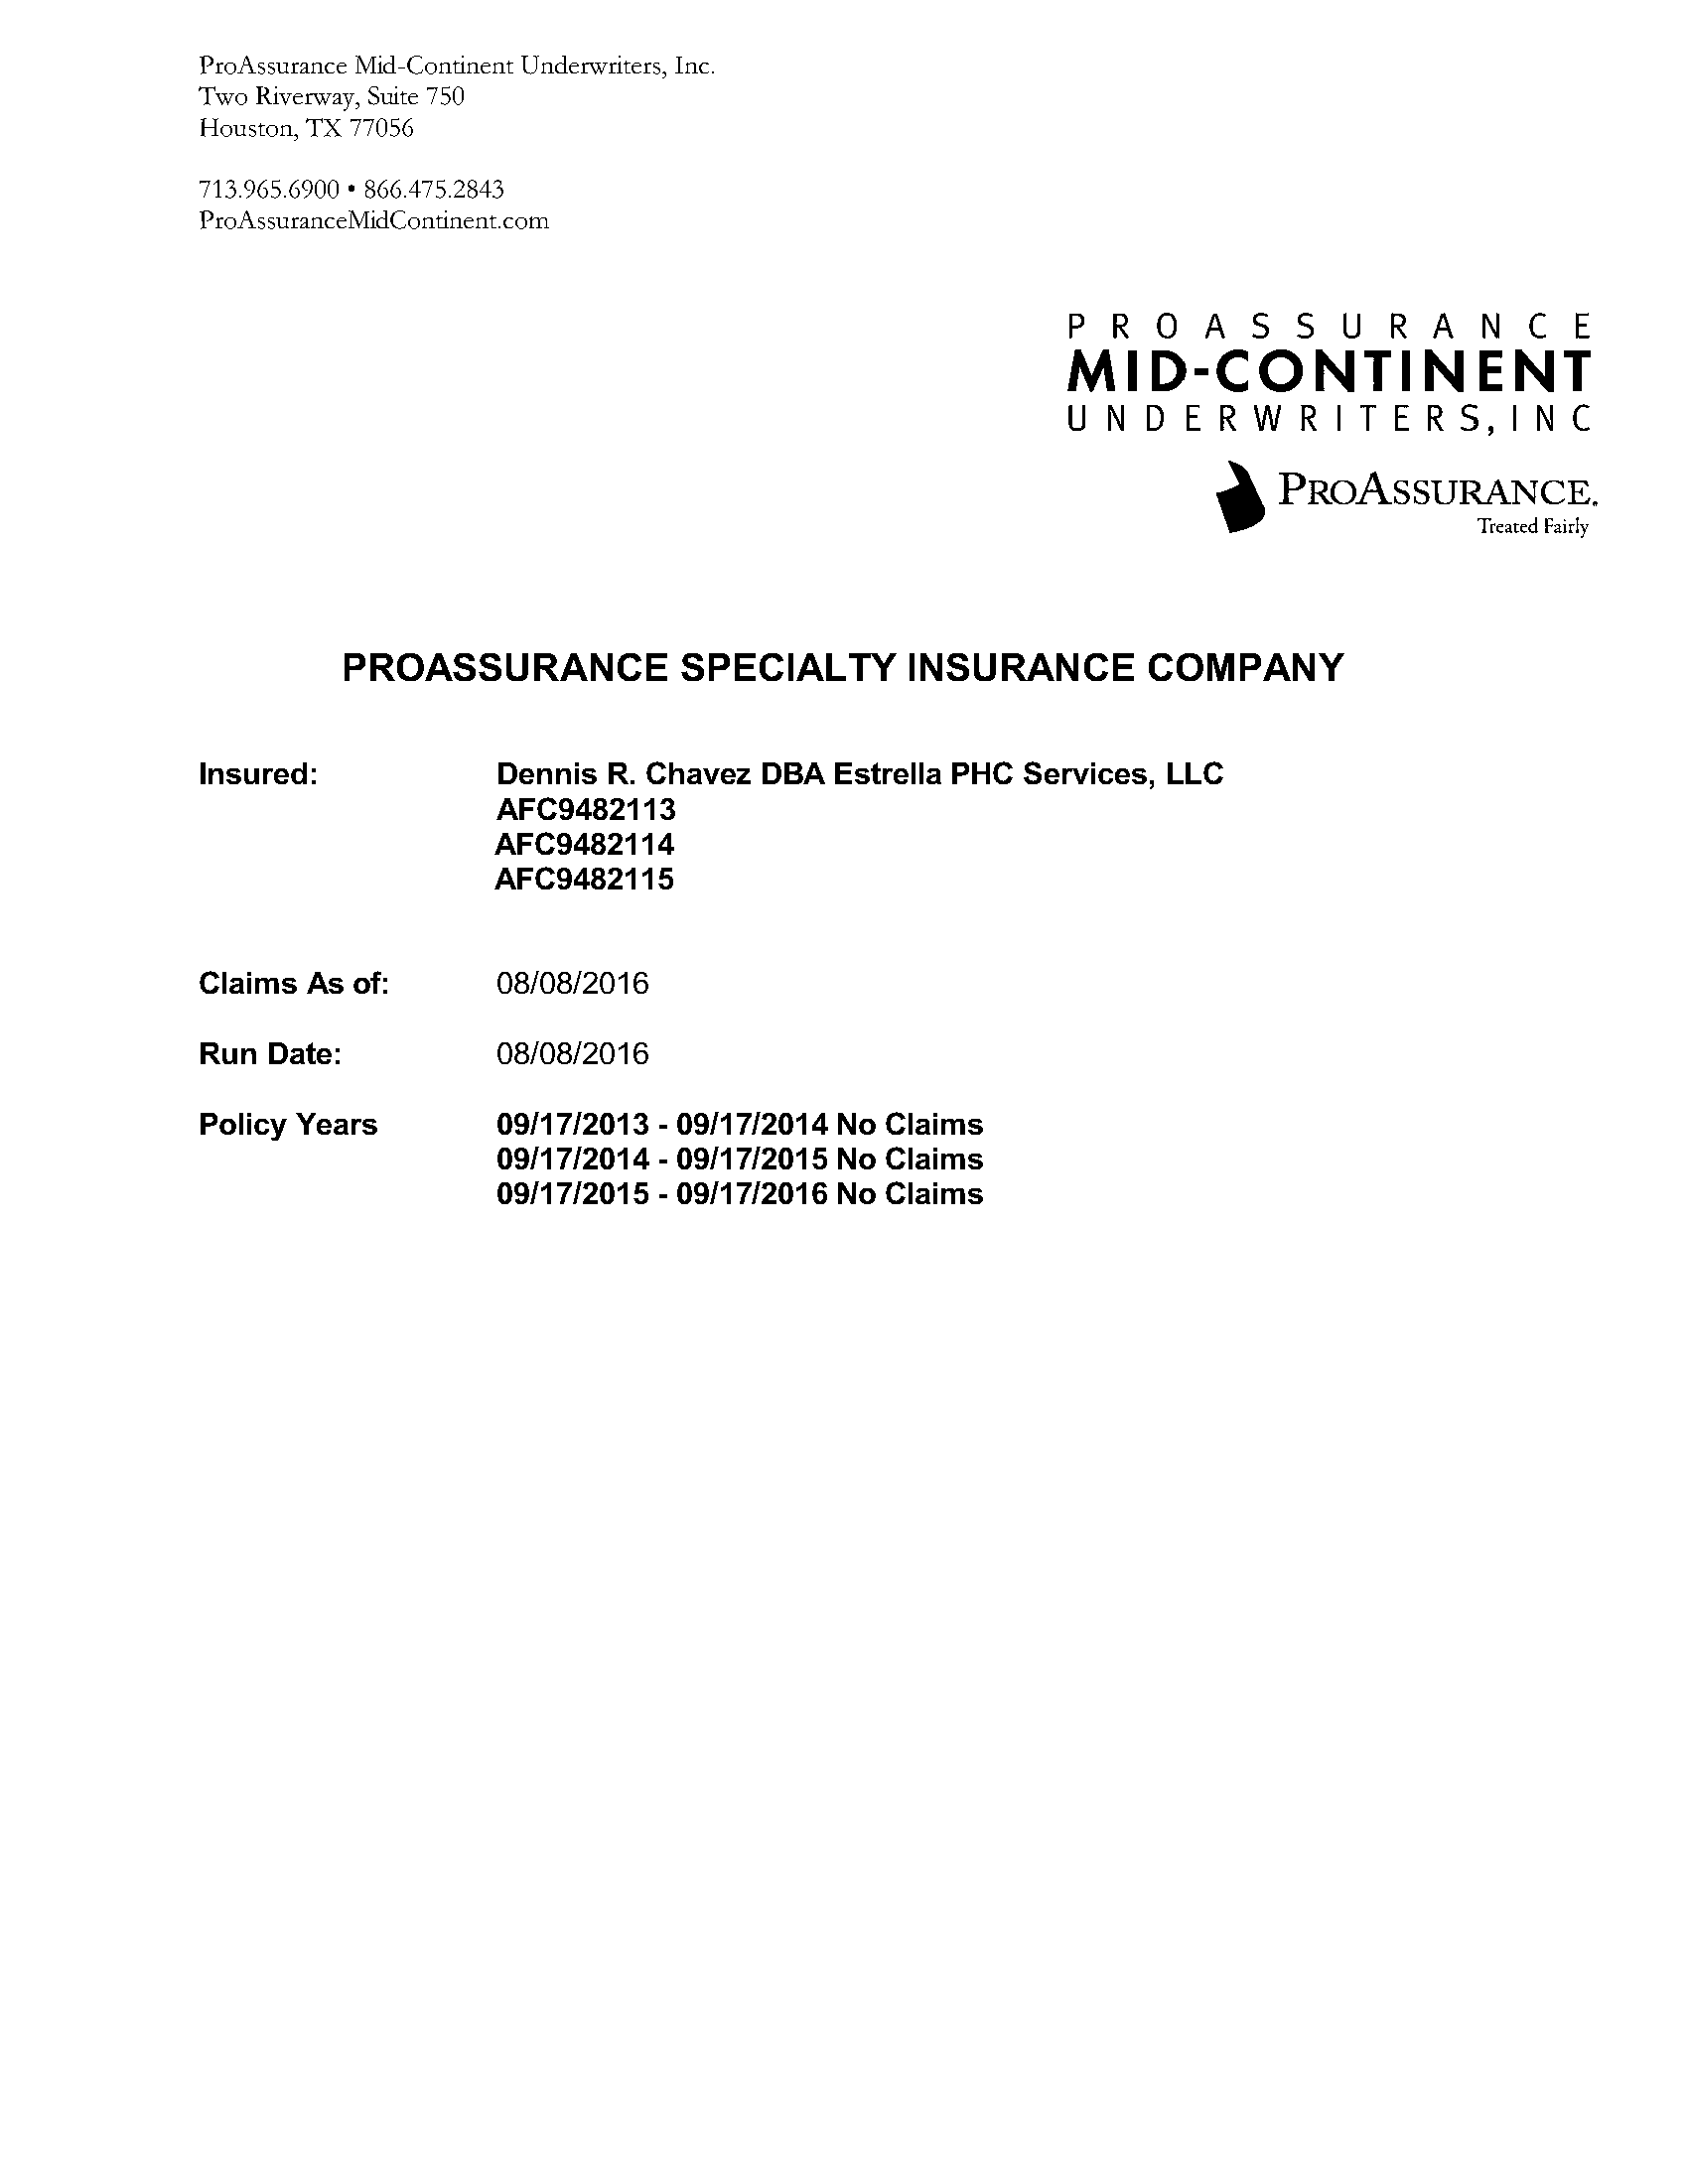 ProAssurance Mid-Continent Underwriters, Inc.
Two Riverway, Suite 750
Houston, TX 77056
713.965.6900 • 866.475.2843
ProAssuranceMidContinent.com
PROASSURANCE
MID-CONTINENT
UNDERWRITERS, INC
PROASSURANCE.
Treated Fairly
PROASSURANCE SPECIALTY INSURANCE COMPANY
Insured: Dennis R. Chavez DBA Estrella PHC Services, LLC
AFC9482113
AFC9482114
AFC9482115
Claims As of: 08/08/2016
Run Date: 08/08/2016
Policy Years 09/17/2013 - 09/17/2014 No Claims
09/17/2014 - 09/17/2015 No Claims
09/17/2015 - 09/17/2016 No Claims